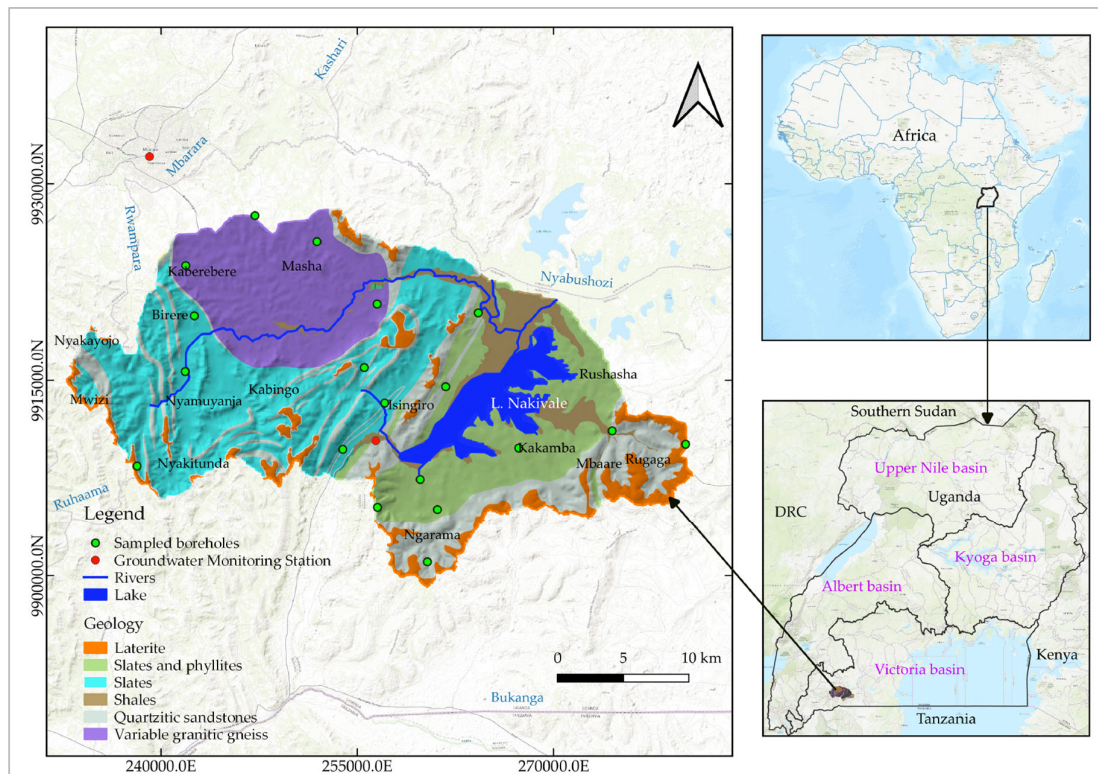 Kashari
Mbarara
9930000.0N
Rwampara
Kaberebere
Masha
Nyabushozi
Birere
Nyakayojo
9915000.0N
Rushasha
Kabingo
Mwizi
Nyamuyanja
Isingiro
L. Nakivale
Kakamba
Nyakitunda
Mbaare
Rugaga
Ruhaama
Ngarama
9900000.0N
Legend
Sampled boreholes
Groundwater Monitoring Station
Rivers
Lake
Geology
Laterite
Slates and phyllites
Slates
Shales
Quartzitic sandstones
Variable granitic gneiss
0 5 10 km
Bukanga
240000.0E 255000.0E 270000.0E
Africa
Southern Sudan
Upper Nile basin
Uganda
DRC
Kyoga basin
Albert basin
Kenya
Victoria basin
Tanzania